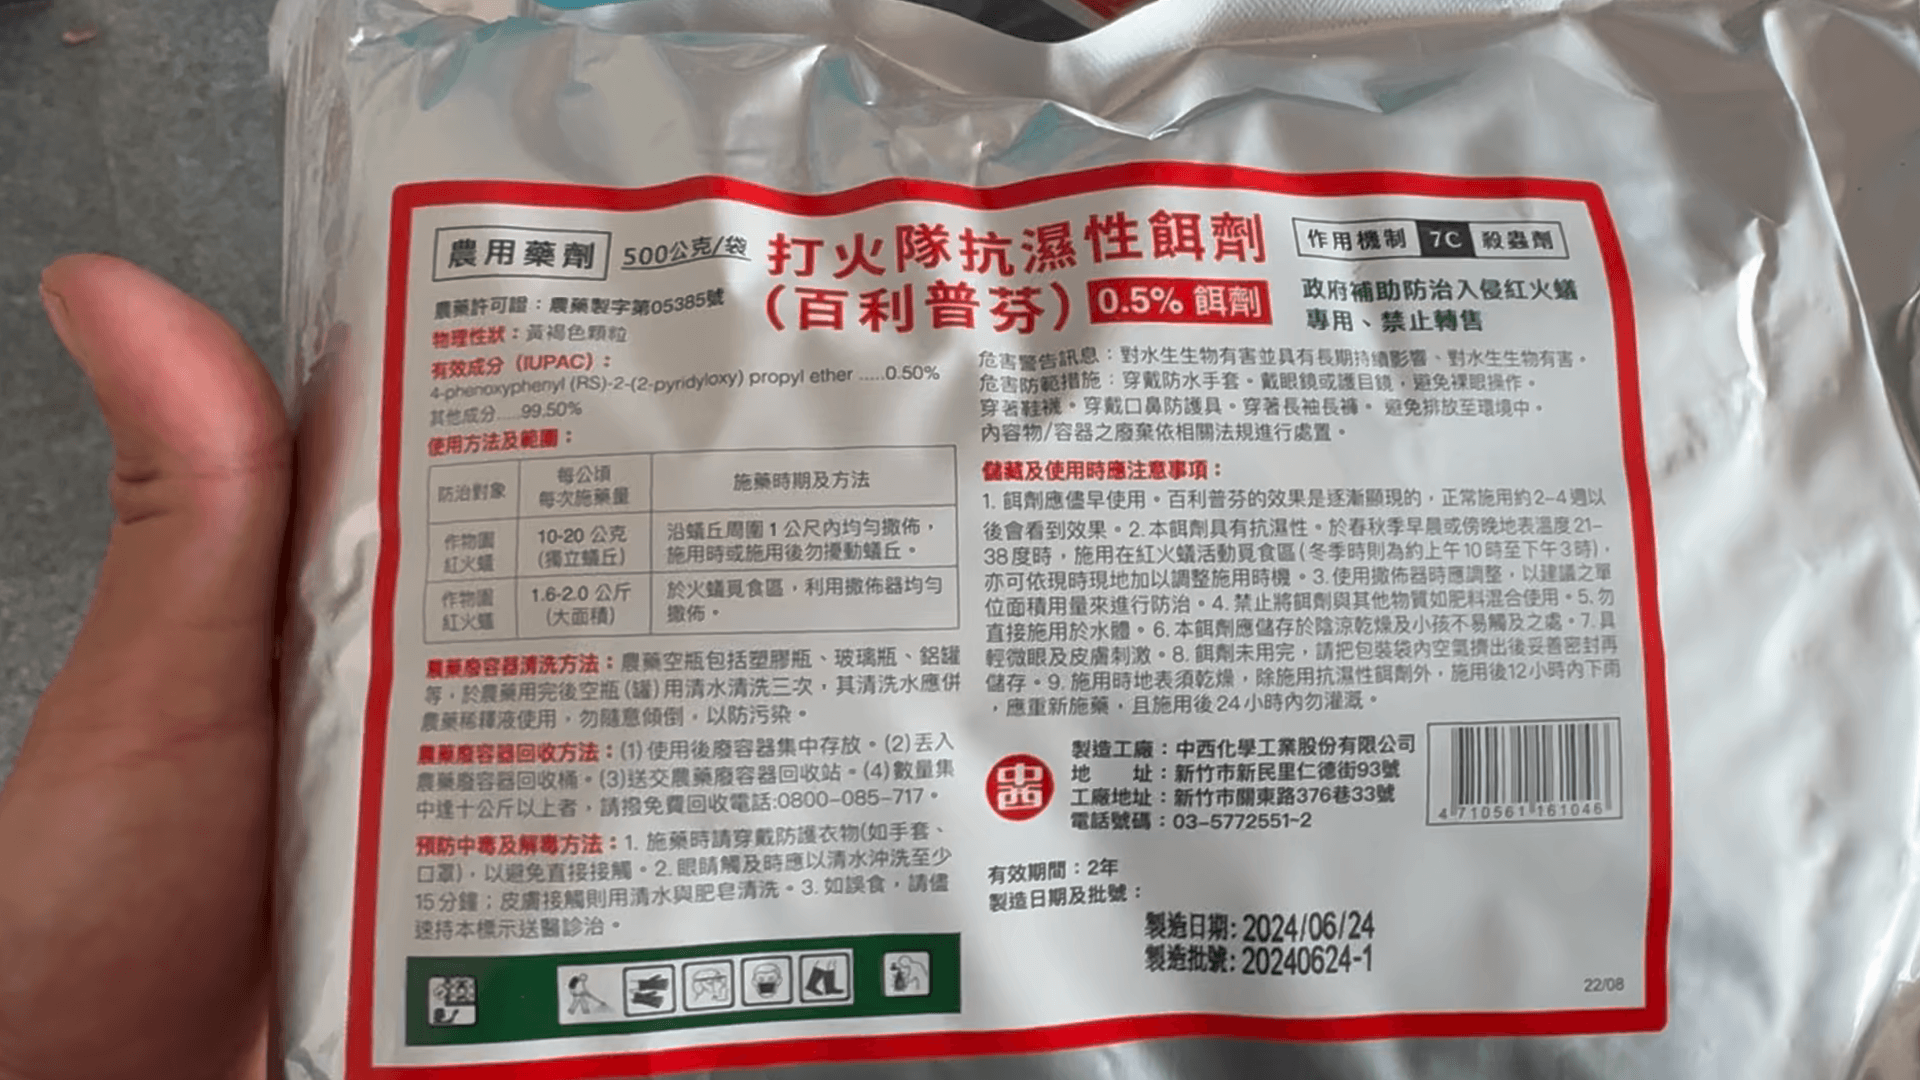 農用藥劑 500公克/袋 打火隊抗濕性餌劑 作用機制 7C 殺蟲劑
(百利普芬) 0.5% 餌劑
政府補助防治入侵紅火蟻
專用、禁止轉售
農藥許可證：農藥製字第05385號
物理性狀：黃褐色顆粒
有效成分 (IUPAC)：
4-phenoxyphenyl (RS)-2-(2-pyridyloxy) propyl ether .....0.50%
其他成分.....99.50%
使用方法及範圍：
防治對象 每公頃每次施藥量 施藥時期及方法
作物園紅火蟻 10-20 公克(獨立蟻丘) 沿蟻丘周圍 1 公尺內均勻撒佈，施用時或施用後勿擾動蟻丘。
作物園紅火蟻 1.6-2.0 公斤(大面積) 於火蟻覓食區，利用撒佈器均勻撒佈。
農藥廢容器清洗方法：農藥空瓶包括塑膠瓶、玻璃瓶、鋁罐
等，於農藥用完後空瓶(罐)用清水清洗三次，其清洗水應併
農藥稀釋液使用，勿隨意傾倒，以防污染。
農藥廢容器回收方法：(1)使用後廢容器集中存放。(2)丟入
農藥廢容器回收桶。(3)送交農藥廢容器回收站。(4)數量集
中達十公斤以上者，請撥免費回收電話:0800-085-717。
預防中毒及解毒方法：1. 施藥時請穿戴防護衣物(如手套、
口罩)，以避免直接接觸。2. 眼睛觸及時應以清水沖洗至少
15分鐘；皮膚接觸則用清水與肥皂清洗。3. 如誤食，請儘
速持本標示送醫診治。
危害警告訊息：對水生生物有害並具有長期持續影響、對水生生物有害。
危害防範措施：穿戴防水手套。戴眼鏡或護目鏡，避免裸眼操作。
穿著鞋襪。穿戴口鼻防護具。穿著長袖長褲。避免排放至環境中。
內容物/容器之廢棄依相關法規進行處置。
儲藏及使用時應注意事項：
1. 餌劑應儘早使用。百利普芬的效果是逐漸顯現的，正常施用約2-4週以
後會看到效果。2.本餌劑具有抗濕性。於春秋季早晨或傍晚地表溫度21-
38度時，施用在紅火蟻活動覓食區(冬季時則為約上午10時至下午3時)，
亦可依現時現地加以調整施用時機。3.使用撒佈器時應調整，以建議之單
位面積用量來進行防治。4.禁止將餌劑與其他物質如肥料混合使用。5.勿
直接施用於水體。6.本餌劑應儲存於陰涼乾燥及小孩不易觸及之處。7.具
輕微眼及皮膚刺激。8.餌劑未用完，請把包裝袋內空氣擠出後妥善密封再
儲存。9.施用時地表須乾燥，除施用抗濕性餌劑外，施用後12小時內下雨
，應重新施藥，且施用後24小時內勿灌溉。
中西
製造工廠：中西化學工業股份有限公司
地 址：新竹市新民里仁德街93號
工廠地址：新竹市關東路376巷33號
電話號碼：03-5772551~2
4 710561 161046
有效期間：2年
製造日期及批號：
製造日期: 2024/06/24
製造批號: 20240624-1
22/08